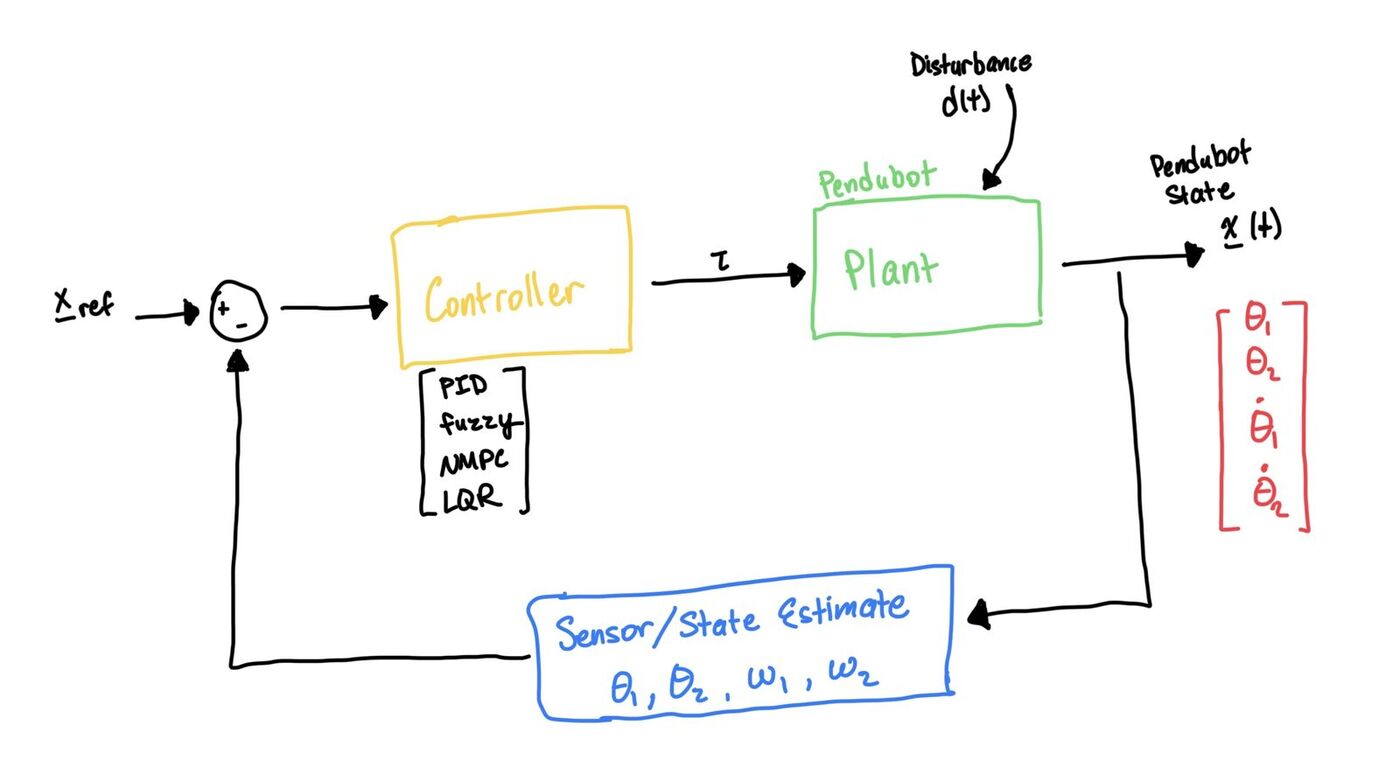 Disturbance
d(t)
Pendubot
State
x(t)
Pendubot
Plant
τ
Controller
x ref
+
-
PID
fuzzy
NMPC
LQR
θ₁
θ₂
θ̇₁
θ̇₂
Sensor/State Estimate
θ₁, θ₂, ω₁, ω₂